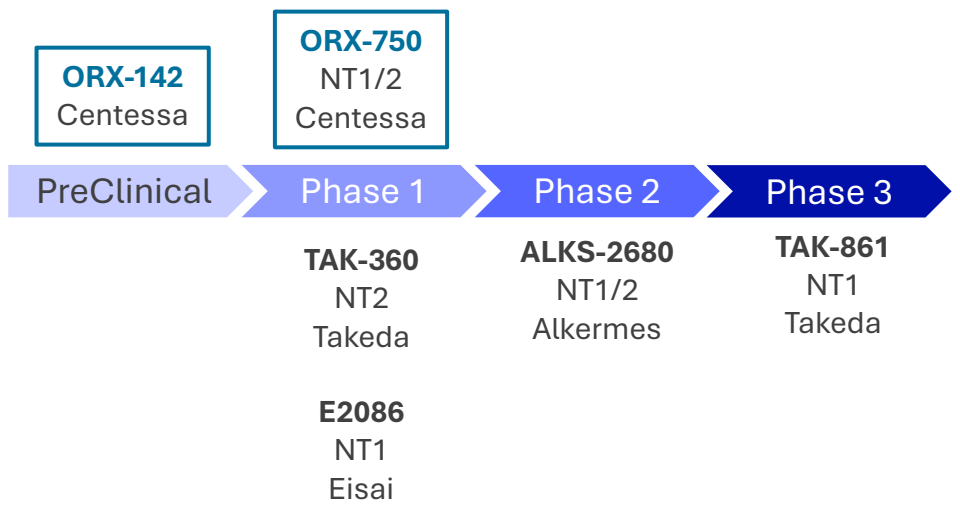 ORX-142
Centessa
ORX-750
NT1/2
Centessa
PreClinical
Phase 1
Phase 2
Phase 3
TAK-360
NT2
Takeda
E2086
NT1
Eisai
ALKS-2680
NT1/2
Alkermes
TAK-861
NT1
Takeda